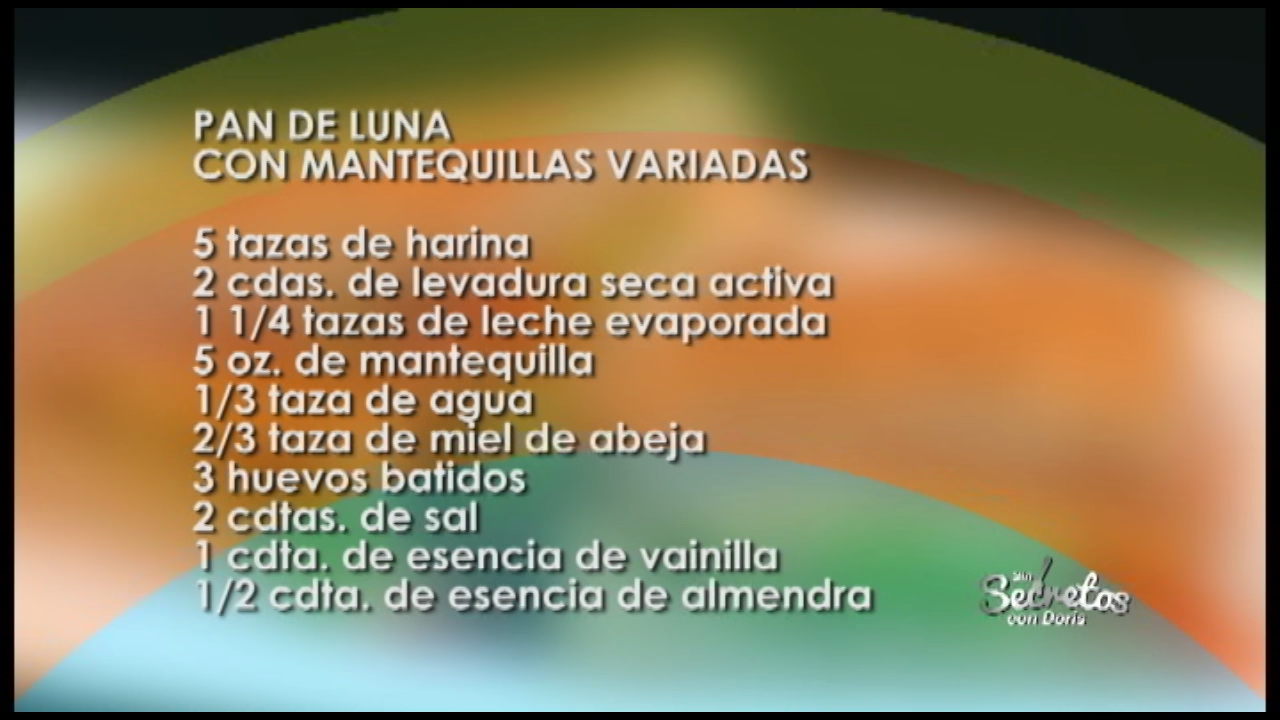 PAN DE LUNA
CON MANTEQUILLAS VARIADAS
5 tazas de harina
2 cdas. de levadura seca activa
1 1/4 tazas de leche evaporada
5 oz. de mantequilla
1/3 taza de agua
2/3 taza de miel de abeja
3 huevos batidos
2 cdtas. de sal
1 cdta. de esencia de vainilla
1/2 cdta. de esencia de almendra
Sin
Secretos
con Doris